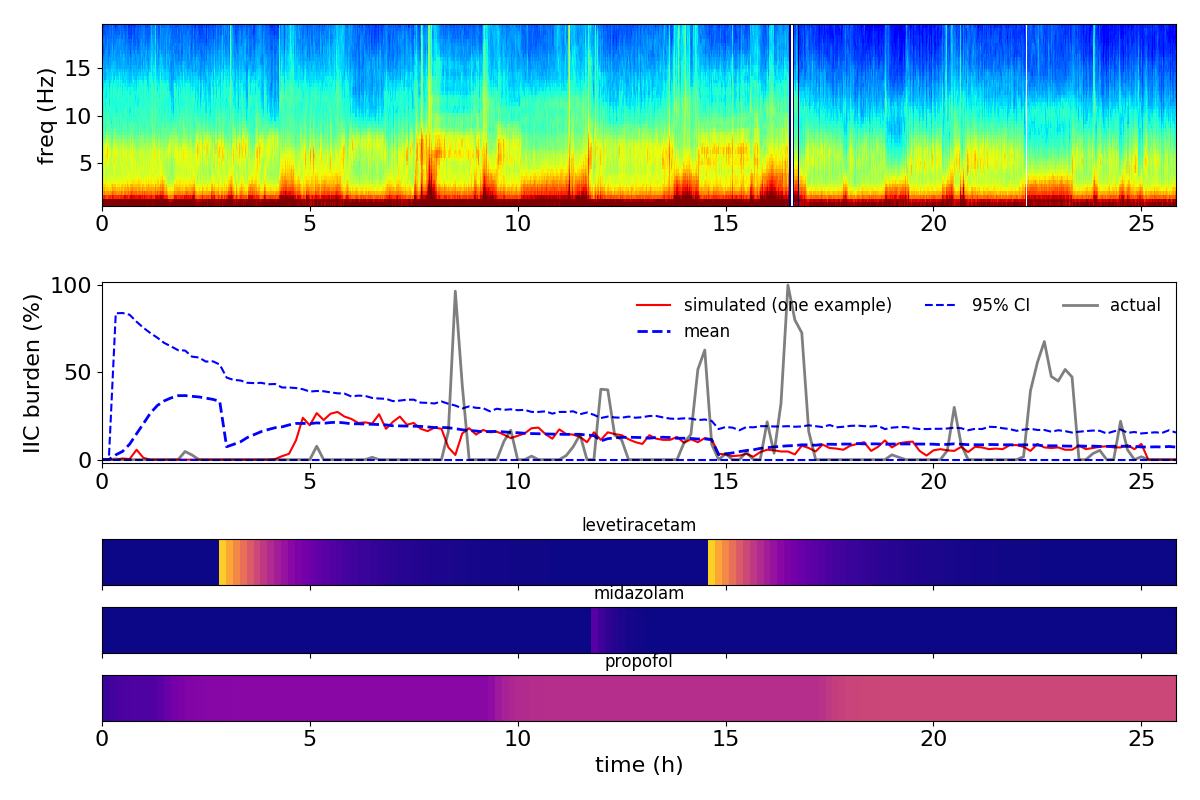 freq (Hz)
15
10
5
0 5 10 15 20 25
IIC burden (%)
100
50
0
simulated (one example)
mean
95% CI
actual
0 5 10 15 20 25
levetiracetam
midazolam
propofol
0 5 10 15 20 25
time (h)